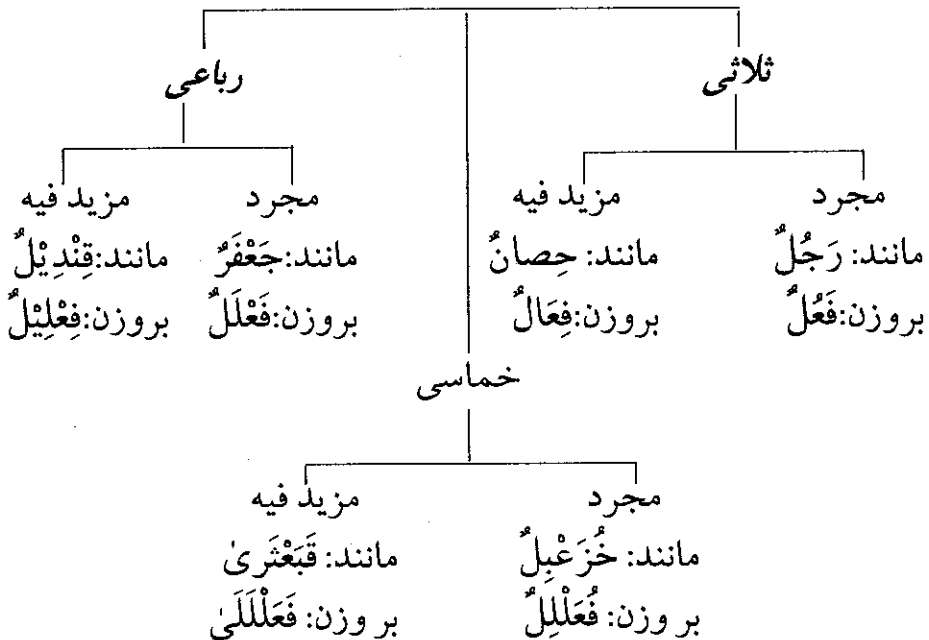 ثلاثی
رباعی
مجرد
مزید فیه
مجرد
مزید فیه
مانند: رَجُلٌ
مانند: حِصانٌ
مانند:جَعْفَرٌ
مانند:قِنْدِیْلٌ
بروزن:فَعُلٌ
بروزن:فِعَالٌ
بروزن:فَعْلَلٌ
بروزن:فِعْلِیْلٌ
خماسی
مجرد
مزید فیه
مانند: خُزَعْبِلٌ
مانند: قَبَعْثَریٰ
بر وزن: فُعَلْلِلٌ
بر وزن: فَعَلْلَلَیٰ